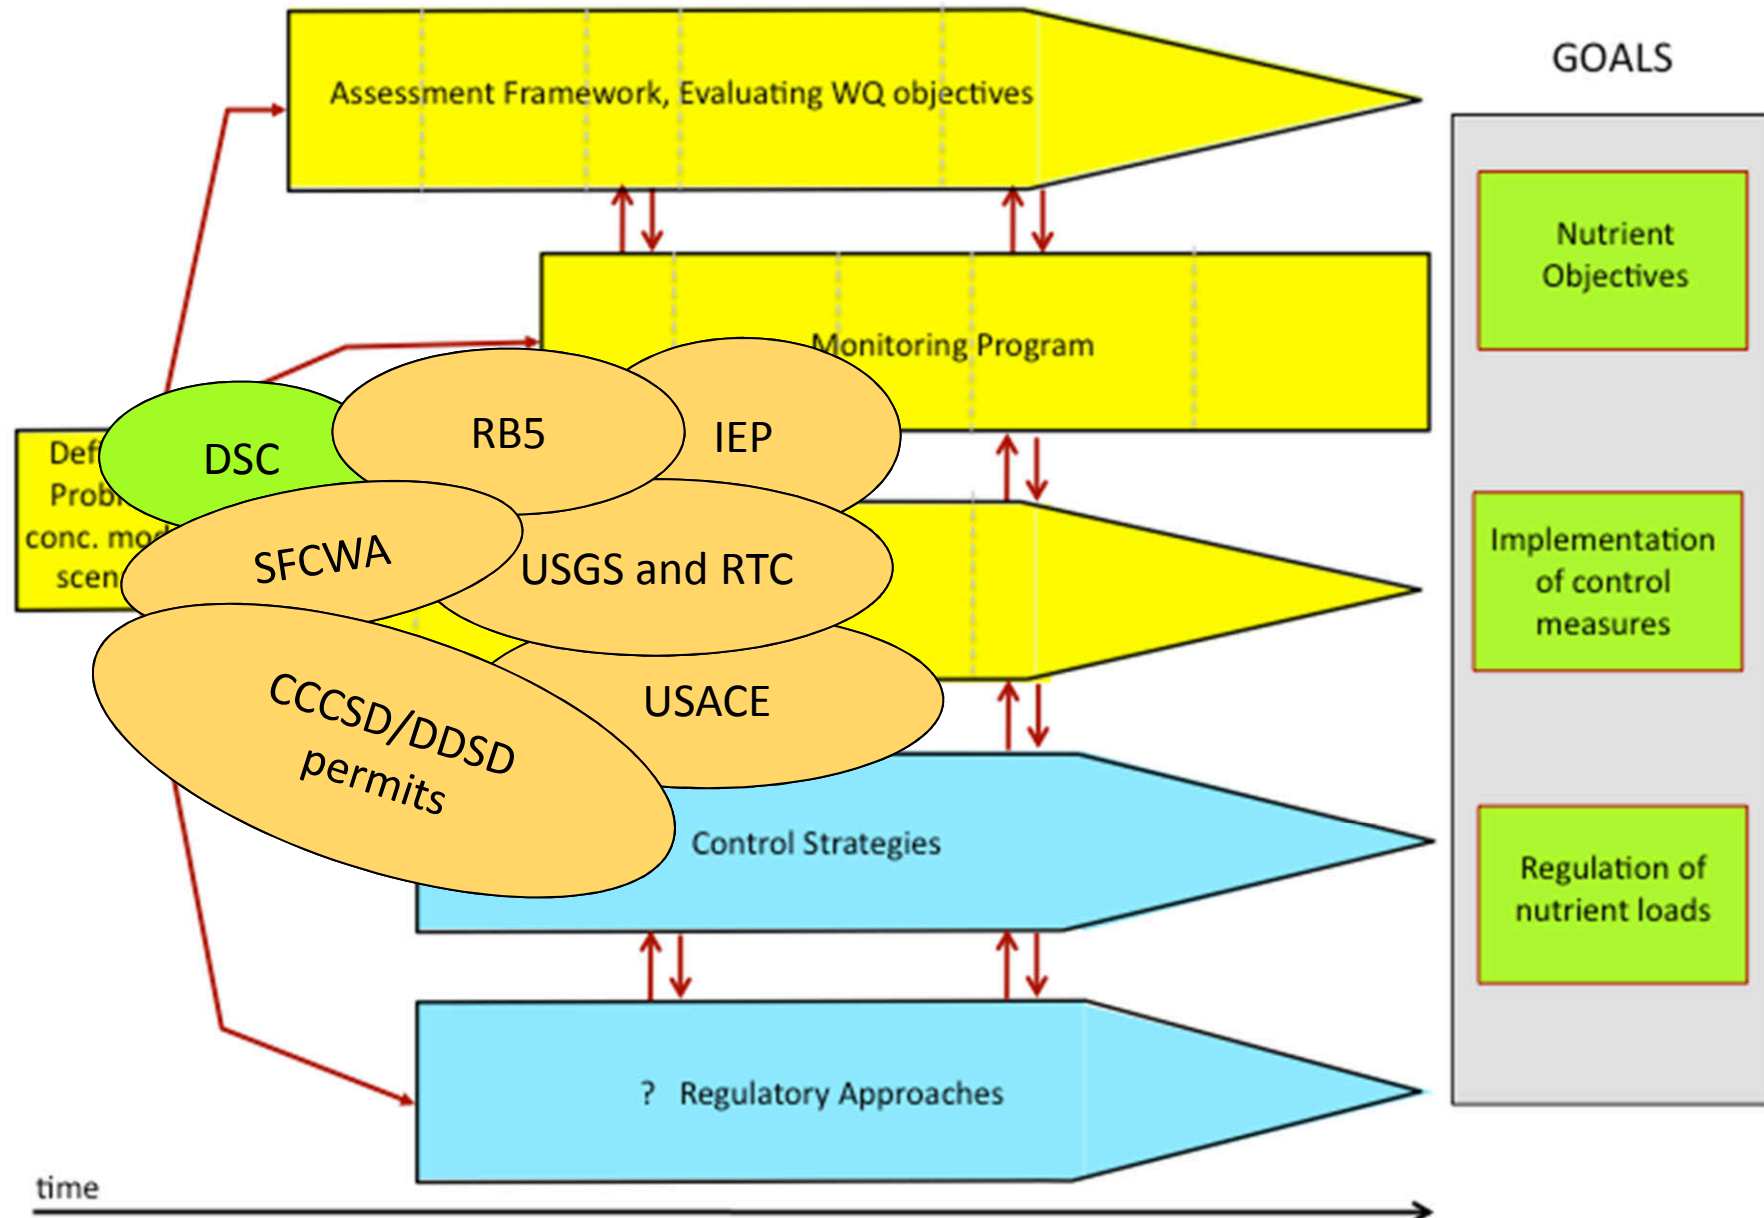 GOALS
Assessment Framework, Evaluating WQ objectives
Nutrient
Objectives
Monitoring Program
DSC
RB5
IEP
conc.
SFCWA
USGS and RTC
Implementation
of control
measures
CCCSD/DDSD
permits
USACE
Control Strategies
Regulation of
nutrient loads
? Regulatory Approaches
time